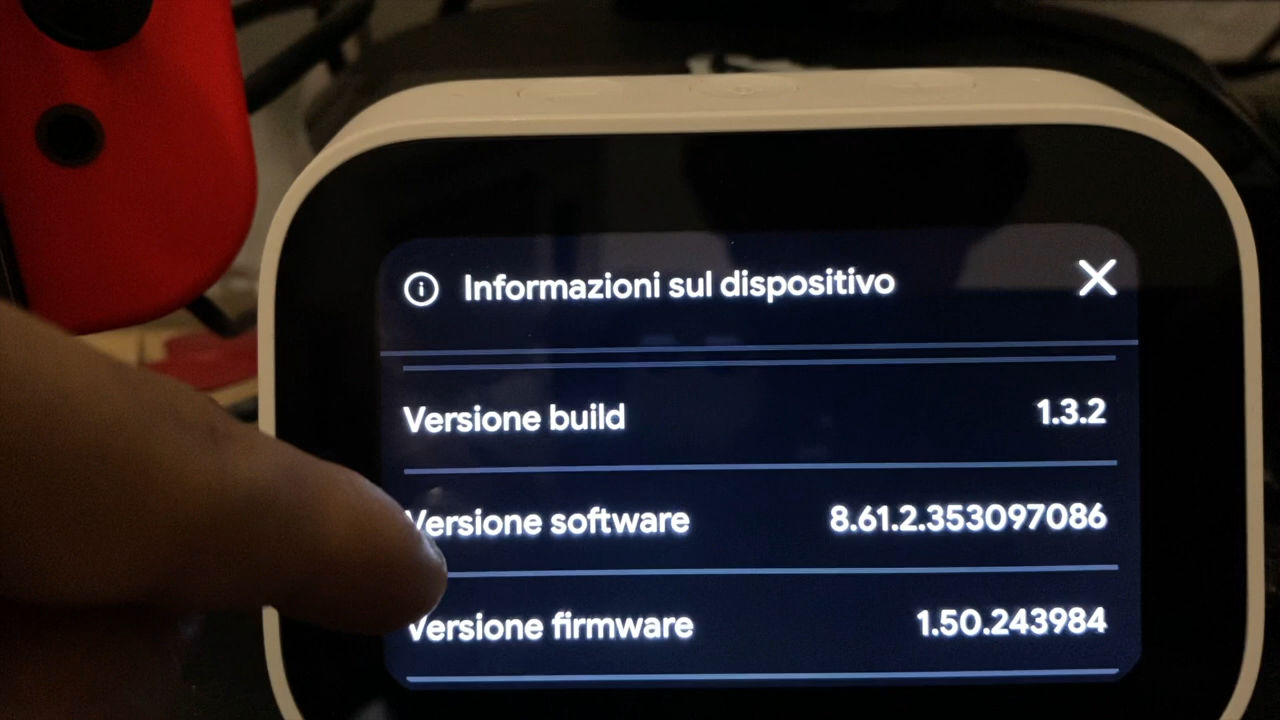 Informazioni sul dispositivo
Versione build 1.3.2
Versione software 8.61.2.353097086
Versione firmware 1.50.243984